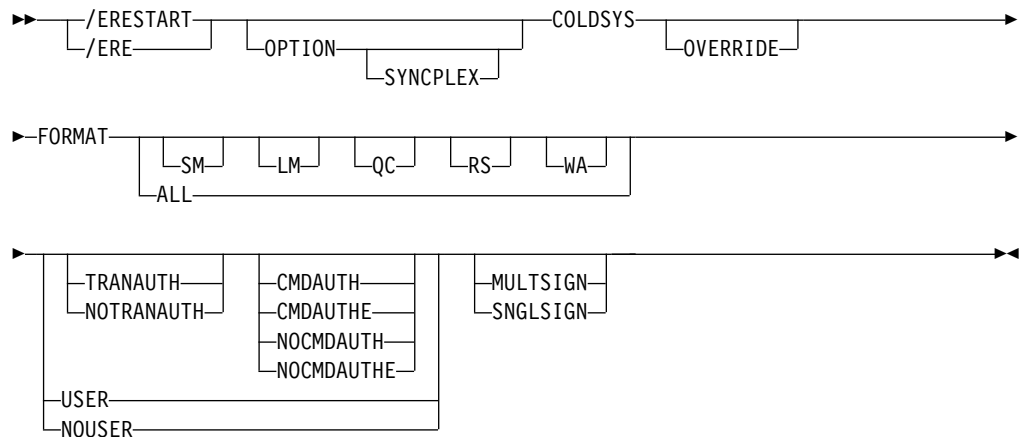 /ERESTART COLDSYS
/ERE OPTION OVERRIDE
SYNCPLEX
FORMAT
SM LM QC RS WA
ALL
TRANAUTH CMDAUTH MULTSIGN
NOTRANAUTH CMDAUTHE SNGLSIGN
NOCMDAUTH
NOCMDAUTHE
USER
NOUSER